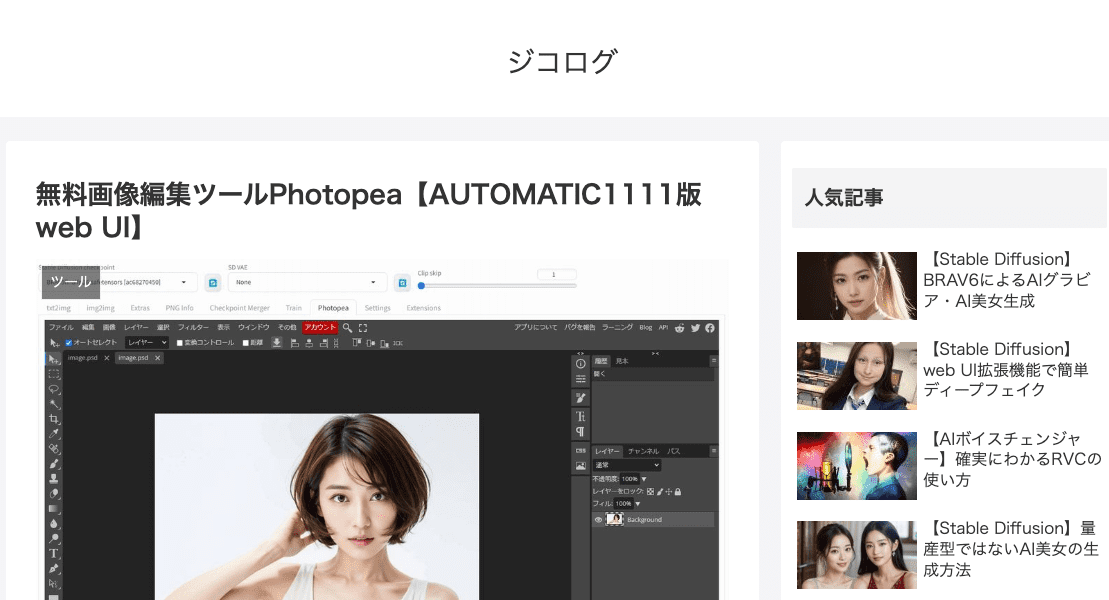 ジコログ
無料画像編集ツールPhotopea【AUTOMATIC1111版
web UI】
ツール
SD VAE
Clip skip
None
1
txt2img img2img Extras PNG Info Checkpoint Merger Train Photopea Settings Extensions
ファイル 編集 画像 レイヤー 選択 フィルター 表示 ウインドウ その他 アカウント
アプリについて バグを報告 ラーニング Blog API
オートセレクト レイヤー 変換コントロール 距離
image.psd image.psd
履歴 見本
開く
CSS
レイヤー チャンネル パス
通常
不透明度: 100%
レイヤーをロック:
フィル: 100%
Background
人気記事
【Stable Diffusion】
BRAV6によるAIグラビ
ア・AI美女生成
【Stable Diffusion】
web UI拡張機能で簡単
ディープフェイク
【AIボイスチェンジャ
ー】確実にわかるRVCの
使い方
【Stable Diffusion】量
産型ではないAI美女の生
成方法